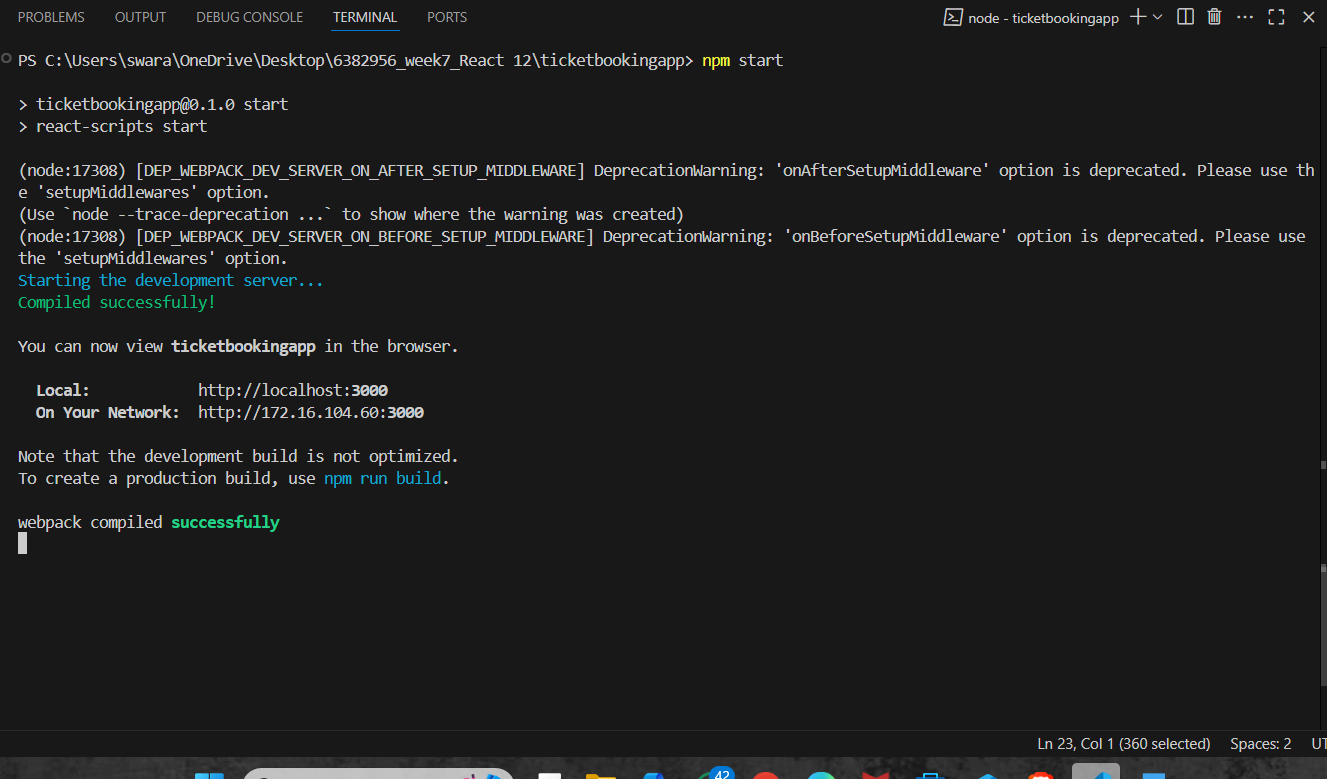 PROBLEMS OUTPUT DEBUG CONSOLE TERMINAL PORTS node - ticketbookingapp
PS C:\Users\swara\OneDrive\Desktop\6382956_week7_React 12\ticketbookingapp> npm start
> ticketbookingapp@0.1.0 start
> react-scripts start
(node:17308) [DEP_WEBPACK_DEV_SERVER_ON_AFTER_SETUP_MIDDLEWARE] DeprecationWarning: 'onAfterSetupMiddleware' option is deprecated. Please use th
e 'setupMiddlewares' option.
(Use `node --trace-deprecation ...` to show where the warning was created)
(node:17308) [DEP_WEBPACK_DEV_SERVER_ON_BEFORE_SETUP_MIDDLEWARE] DeprecationWarning: 'onBeforeSetupMiddleware' option is deprecated. Please use
the 'setupMiddlewares' option.
Starting the development server...
Compiled successfully!
You can now view ticketbookingapp in the browser.
Local: http://localhost:3000
On Your Network: http://172.16.104.60:3000
Note that the development build is not optimized.
To create a production build, use npm run build.
webpack compiled successfully
Ln 23, Col 1 (360 selected) Spaces: 2 UT
42